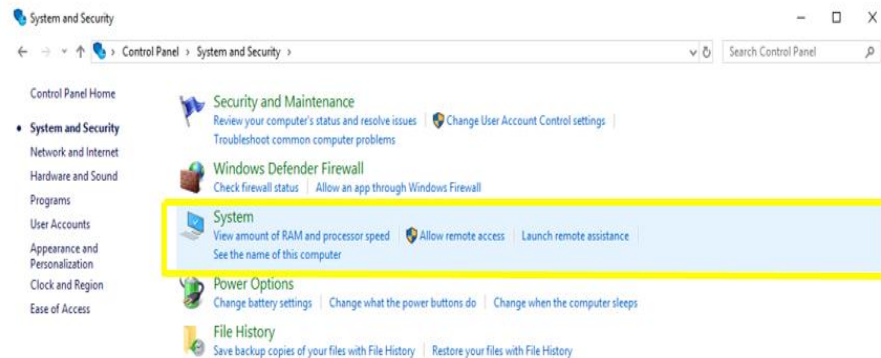 System and Security
Control Panel › System and Security ›
Search Control Panel
Control Panel Home
System and Security
Network and Internet
Hardware and Sound
Programs
User Accounts
Appearance and
Personalization
Clock and Region
Ease of Access
Security and Maintenance
Review your computer's status and resolve issues
Change User Account Control settings
Troubleshoot common computer problems
Windows Defender Firewall
Check firewall status
Allow an app through Windows Firewall
System
View amount of RAM and processor speed
Allow remote access
Launch remote assistance
See the name of this computer
Power Options
Change battery settings
Change what the power buttons do
Change when the computer sleeps
File History
Save backup copies of your files with File History
Restore your files with File History